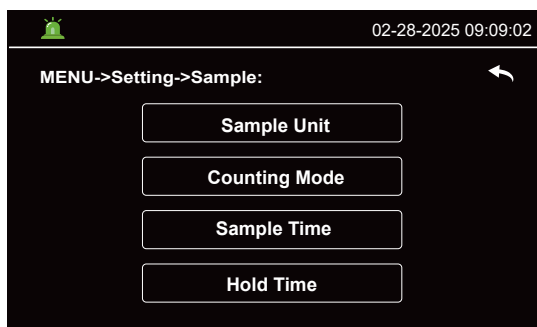 02-28-2025 09:09:02
MENU->Setting->Sample:
Sample Unit
Counting Mode
Sample Time
Hold Time